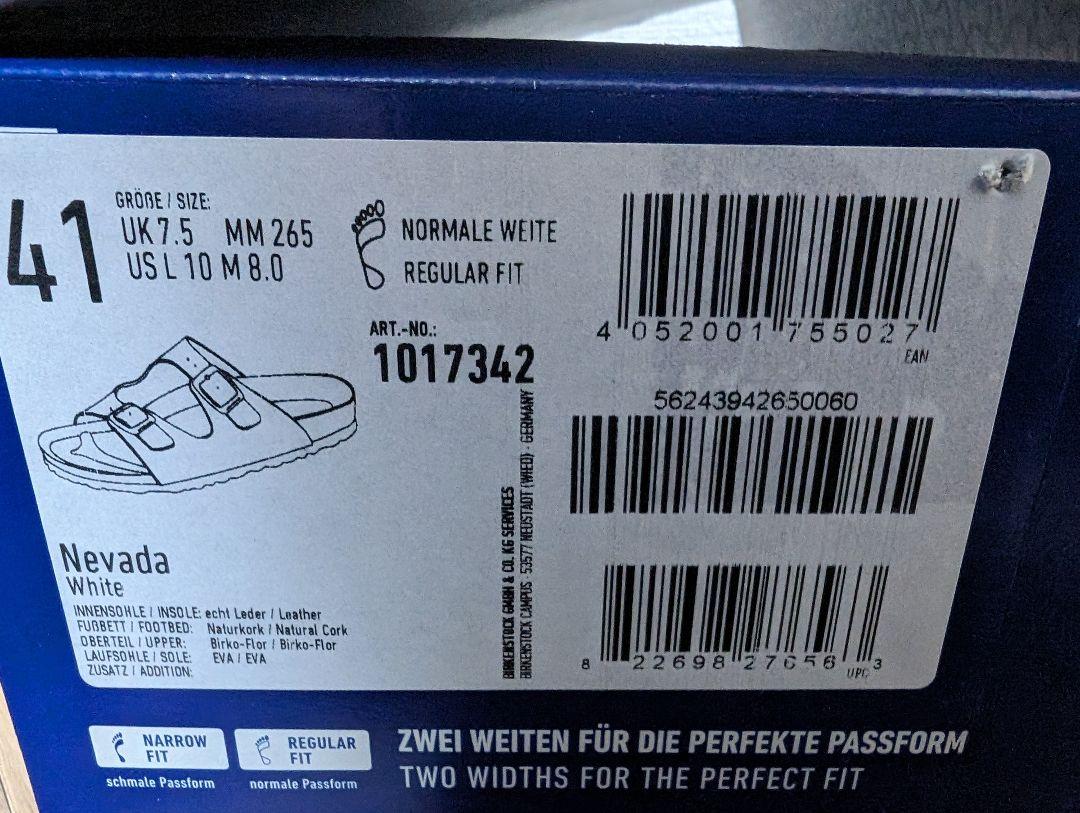 41
GRÖßE / SIZE:
UK 7.5 MM 265
US L 10 M 8.0
NORMALE WEITE
REGULAR FIT
ART.-NO.:
1017342
4 052001 755027
EAN
56243942650060
BIRKENSTOCK GMBH & CO. KG SERVICES
BIRKENSTOCK CAMPUS · 53577 NEUSTADT (WIED) · GERMANY
Nevada
White
INNENSOHLE / INSOLE: echt Leder / Leather
FUßBETT / FOOTBED: Naturkork / Natural Cork
OBERTEIL / UPPER: Birko-Flor / Birko-Flor
LAUFSOHLE / SOLE: EVA / EVA
ZUSATZ / ADDITION:
8 22698 27656 3
UPC
NARROW
FIT
schmale Passform
REGULAR
FIT
normale Passform
ZWEI WEITEN FÜR DIE PERFEKTE PASSFORM
TWO WIDTHS FOR THE PERFECT FIT